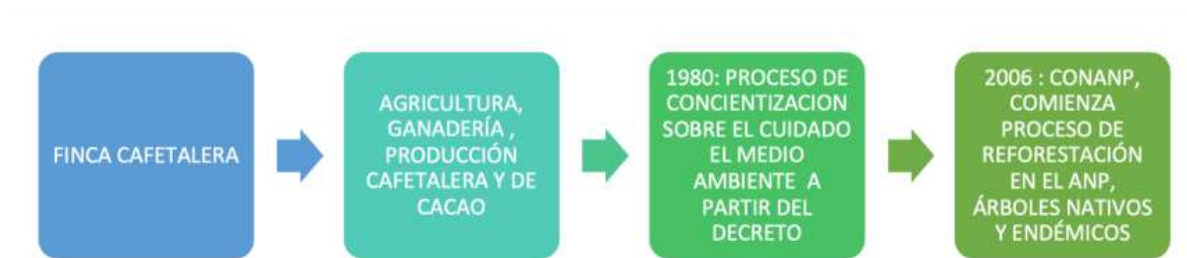 FINCA CAFETALERA
AGRICULTURA,
GANADERÍA ,
PRODUCCIÓN
CAFETALERA Y DE
CACAO
1980: PROCESO DE
CONCIENTIZACION
SOBRE EL CUIDADO
EL MEDIO
AMBIENTE A
PARTIR DEL
DECRETO
2006 : CONANP,
COMIENZA
PROCESO DE
REFORESTACIÓN
EN EL ANP,
ÁRBOLES NATIVOS
Y ENDÉMICOS